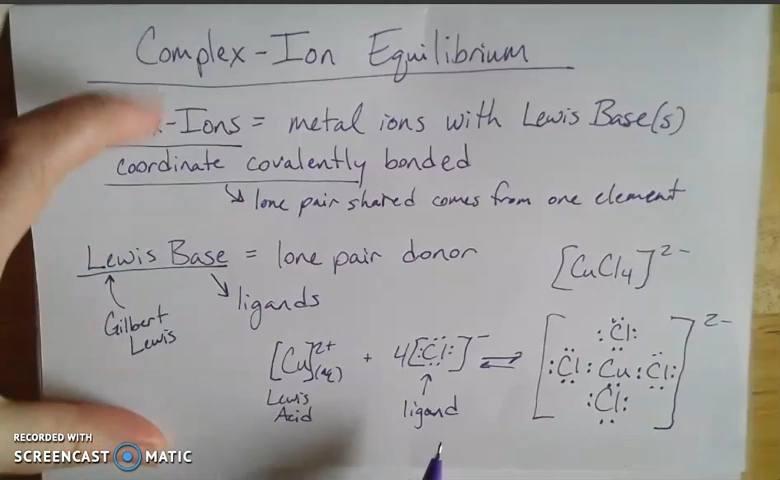 Complex-Ion Equilibrium
x-Ions = metal ions with Lewis Base(s)
coordinate covalently bonded
↘ lone pair shared comes from one element
Lewis Base = lone pair donor
↘ ligands
[CuCl4]2-
Gilbert
Lewis
[Cu]2+(aq) + 4[:Cl:]- ⇌ [:Cl: Cu :Cl: :Cl: :Cl:]2-
Lewis
Acid
ligand
RECORDED WITH
SCREENCAST MATIC